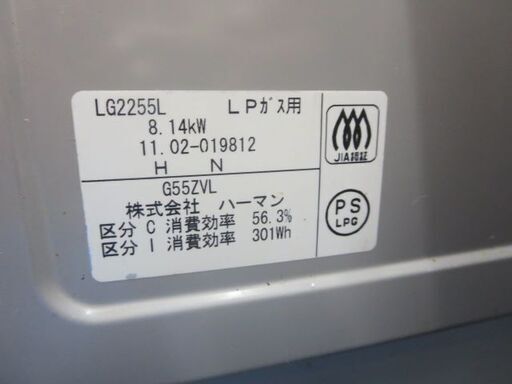 LG2255L LPガス用
8.14kW
11.02-019812
H N
G55ZVL
株式会社 ハーマン
区分 C 消費効率 56.3%
区分 I 消費効率 301Wh
JIA認証
PS
LPG